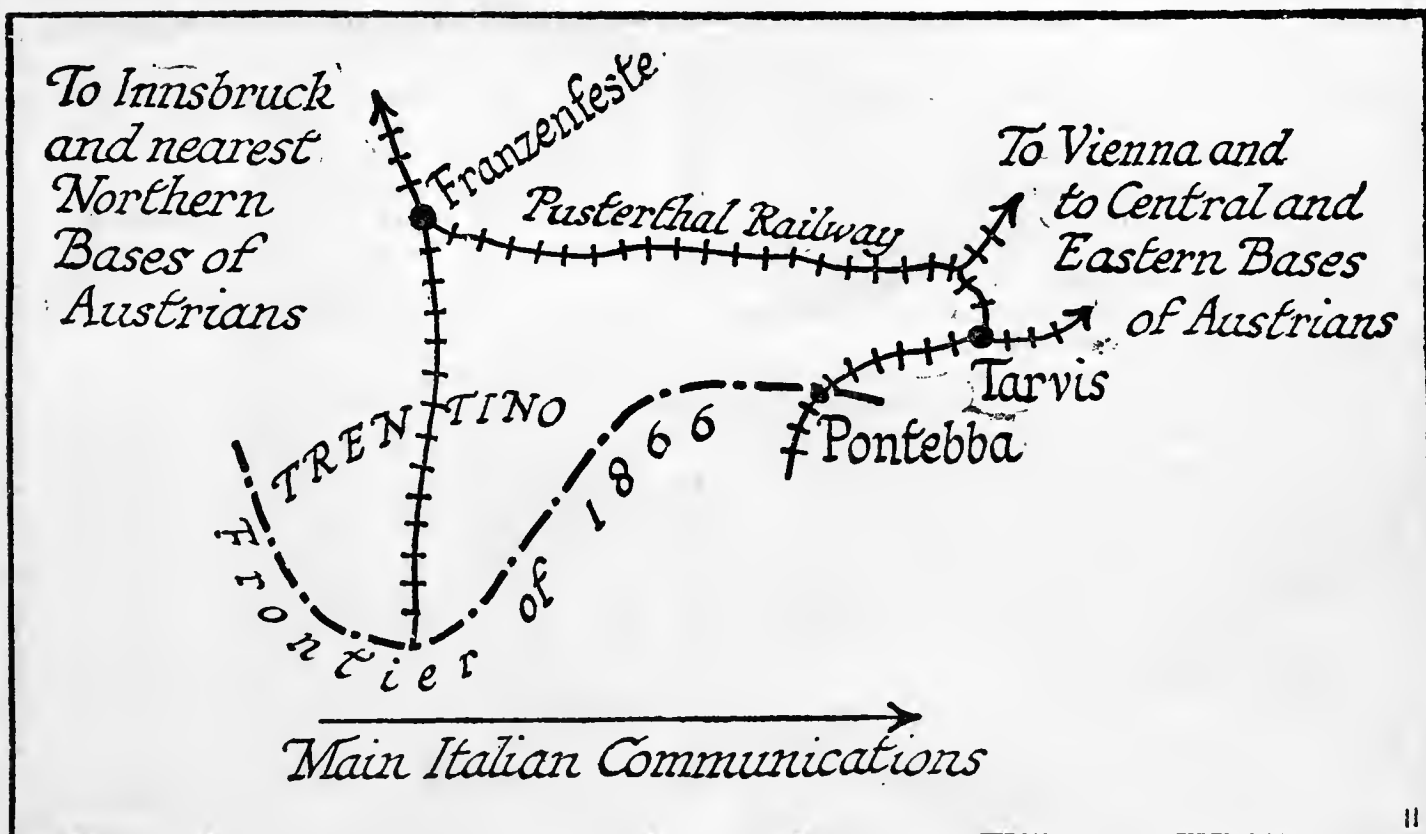 To Innsbruck
and nearest
Northern
Bases of
Austrians
Franzenfeste
Pusterthal Railway
To Vienna and
to Central and
Eastern Bases
of Austrians
Tarvis
Pontebba
TRENTINO
Frontier of 1866
Main Italian Communications
11